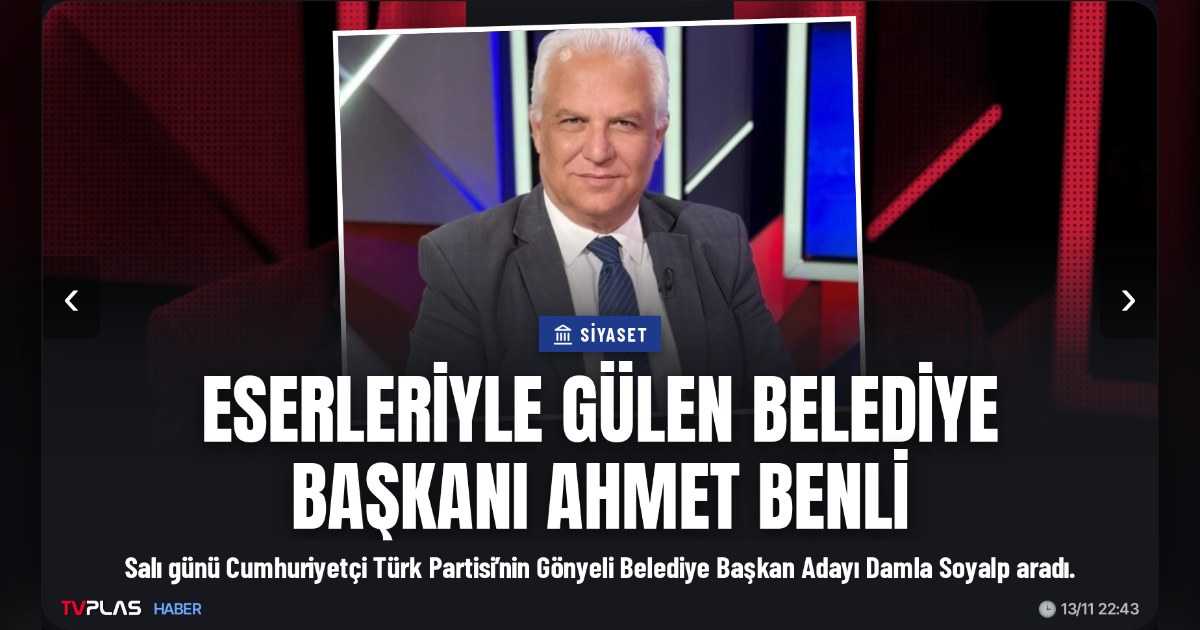 SİYASET
ESERLERİYLE GÜLEN BELEDİYE
BAŞKANI AHMET BENLİ
Salı günü Cumhuriyetçi Türk Partisi’nin Gönyeli Belediye Başkan Adayı Damla Soyalp aradı.
TVPLAS HABER
13/11 22:43